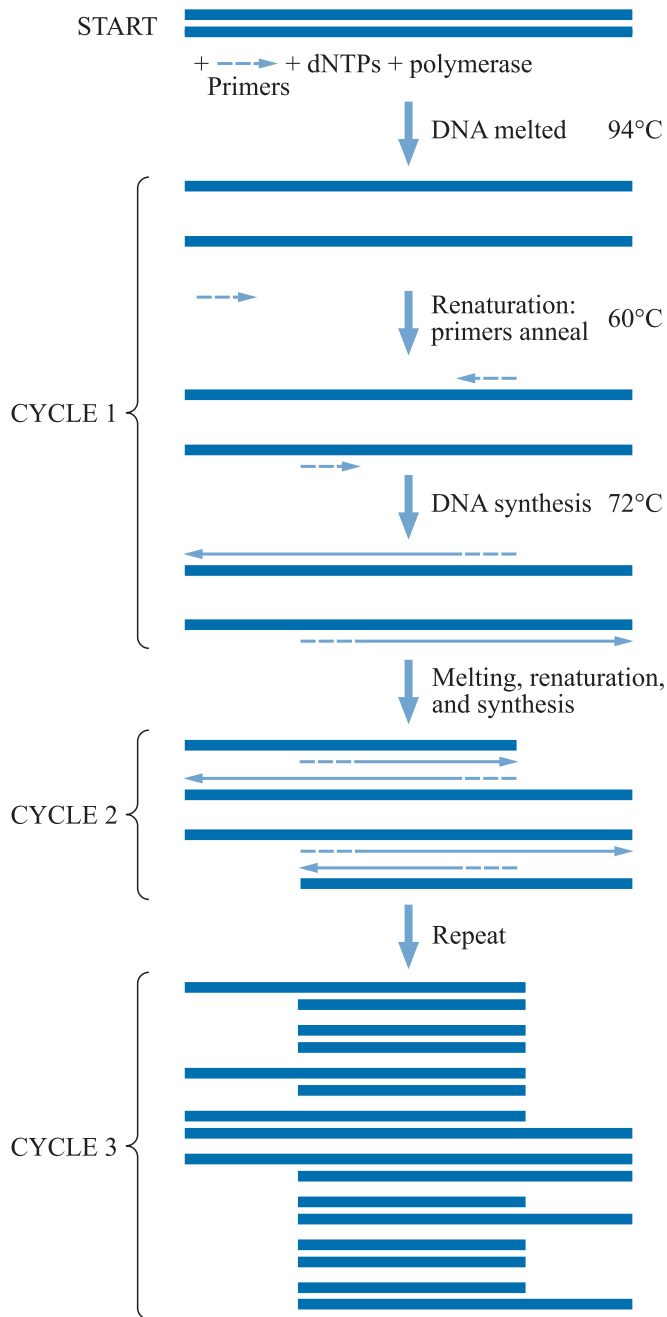 START
+ + dNTPs + polymerase
Primers
DNA melted 94°C
Renaturation: 60°C
primers anneal
CYCLE 1
DNA synthesis 72°C
Melting, renaturation,
and synthesis
CYCLE 2
Repeat
CYCLE 3